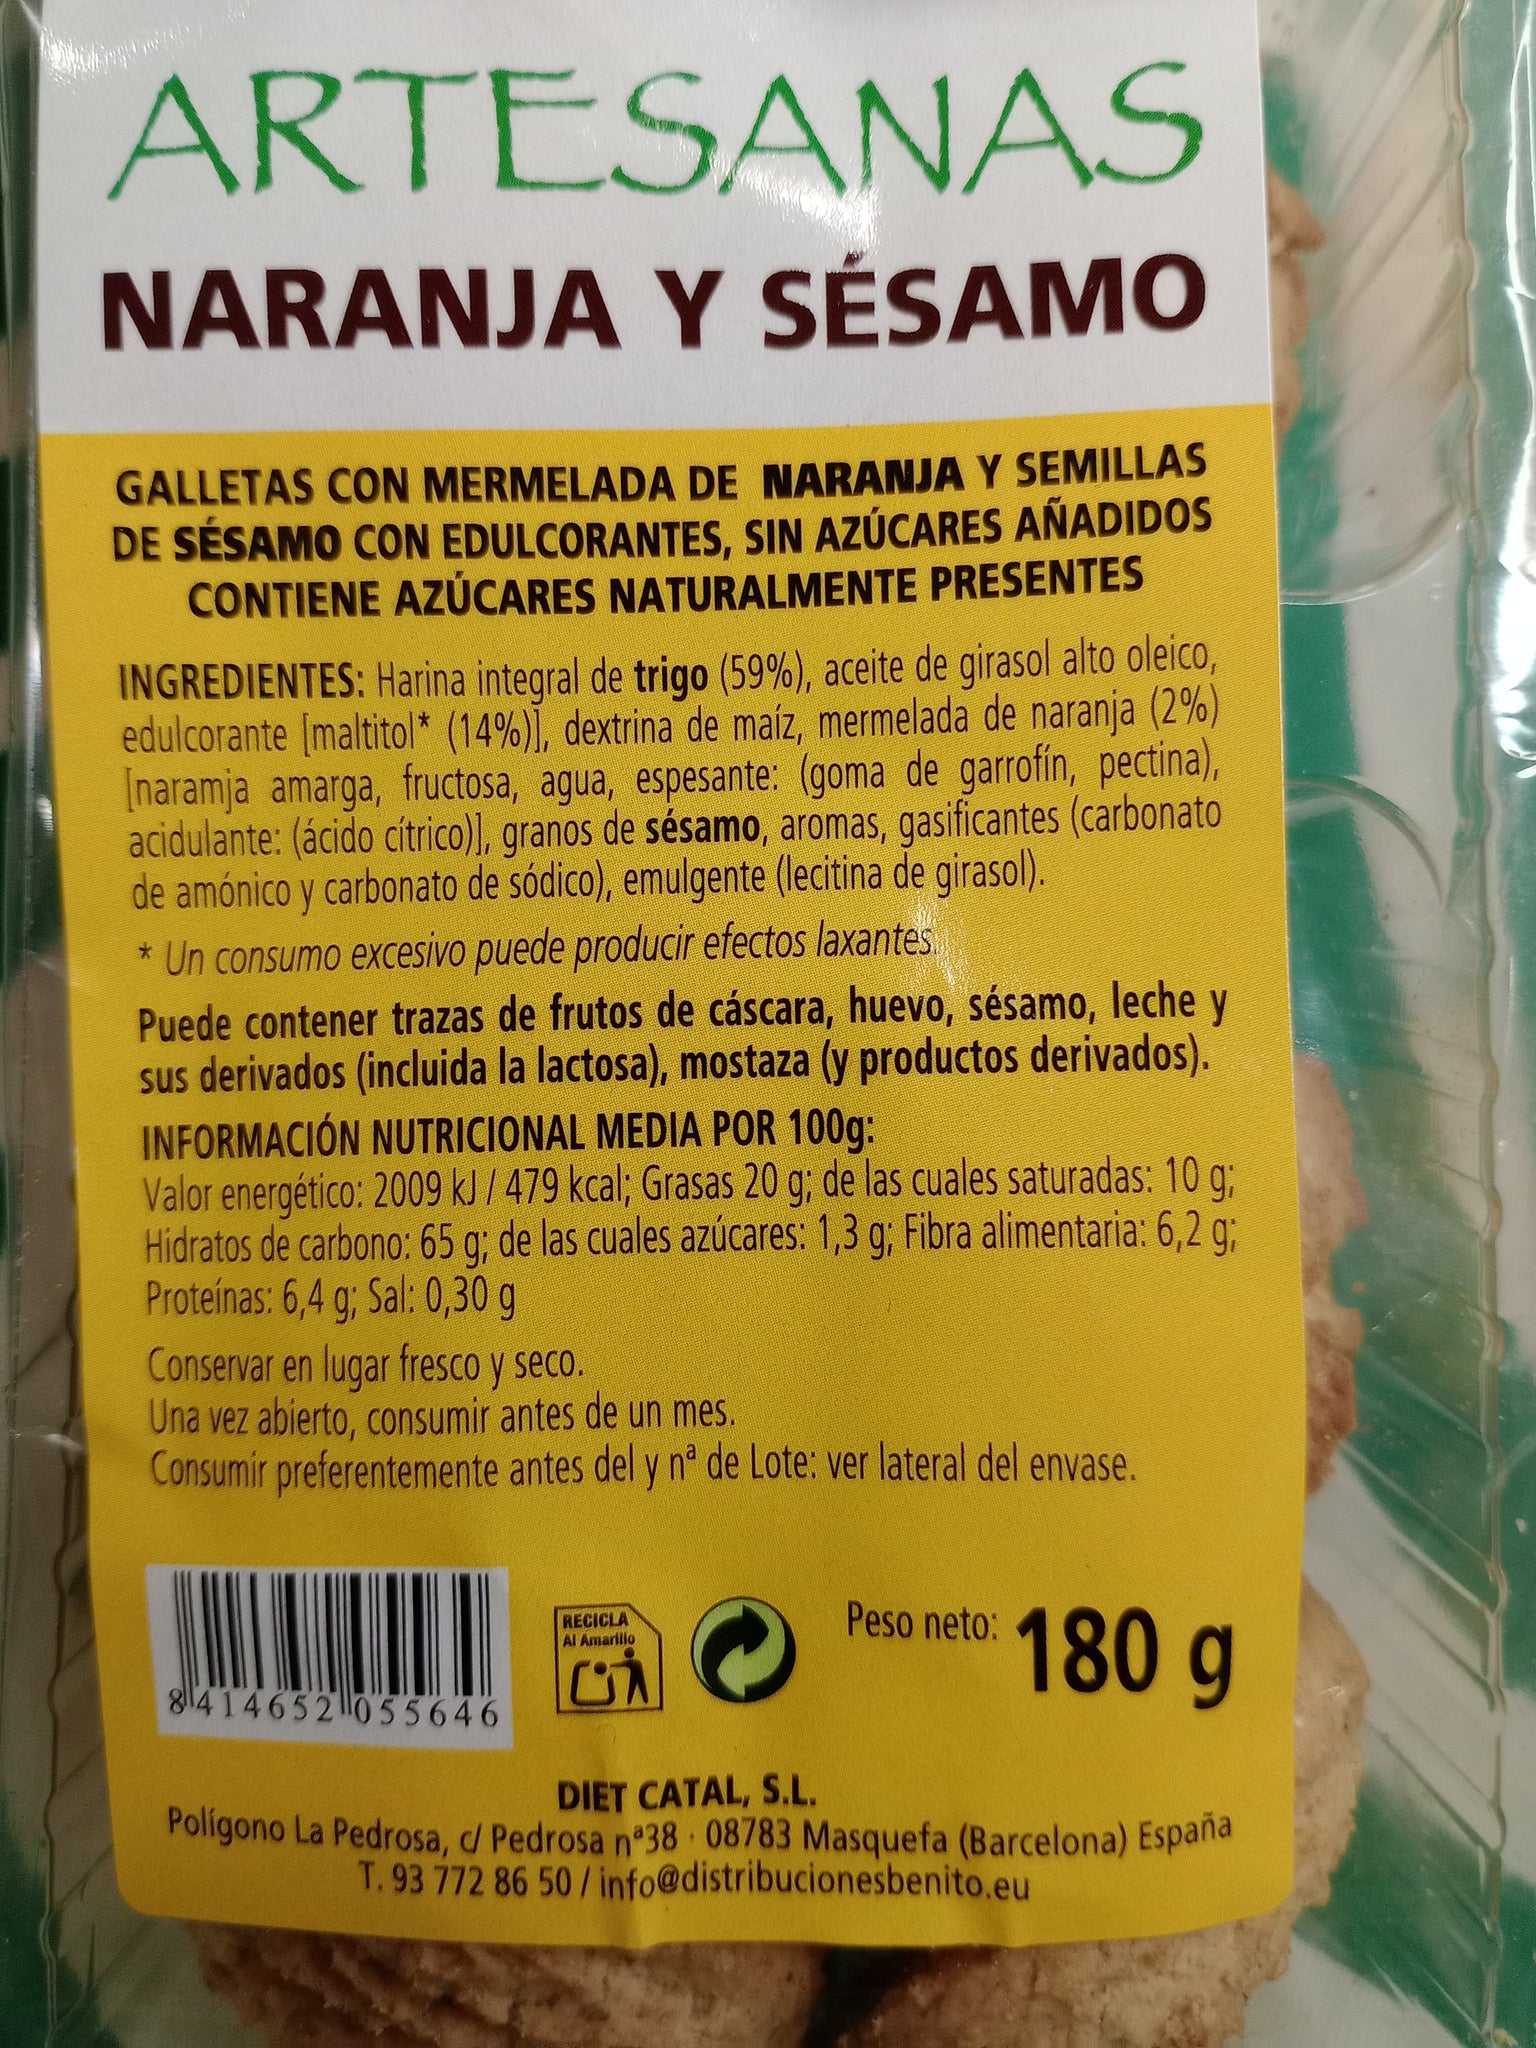 ARTESANAS
NARANJA Y SÉSAMO
GALLETAS CON MERMELADA DE NARANJA Y SEMILLAS
DE SÉSAMO CON EDULCORANTES, SIN AZÚCARES AÑADIDOS
CONTIENE AZÚCARES NATURALMENTE PRESENTES
INGREDIENTES: Harina integral de trigo (59%), aceite de girasol alto oleico,
edulcorante [maltitol* (14%)], dextrina de maíz, mermelada de naranja (2%)
[naramja amarga, fructosa, agua, espesante: (goma de garrofín, pectina),
acidulante: (ácido cítrico)], granos de sésamo, aromas, gasificantes (carbonato
de amónico y carbonato de sódico), emulgente (lecitina de girasol).
* Un consumo excesivo puede producir efectos laxantes.
Puede contener trazas de frutos de cáscara, huevo, sésamo, leche y
sus derivados (incluida la lactosa), mostaza (y productos derivados).
INFORMACIÓN NUTRICIONAL MEDIA POR 100g:
Valor energético: 2009 kJ / 479 kcal; Grasas 20 g; de las cuales saturadas: 10 g;
Hidratos de carbono: 65 g; de las cuales azúcares: 1,3 g; Fibra alimentaria: 6,2 g;
Proteínas: 6,4 g; Sal: 0,30 g
Conservar en lugar fresco y seco.
Una vez abierto, consumir antes de un mes.
Consumir preferentemente antes del y nª de Lote: ver lateral del envase.
8 414652 055646
RECICLA
Al Amarillo
Peso neto: 180 g
DIET CATAL, S.L.
Polígono La Pedrosa, c/ Pedrosa nª38 · 08783 Masquefa (Barcelona) España
T. 93 772 86 50 / info@distribucionesbenito.eu